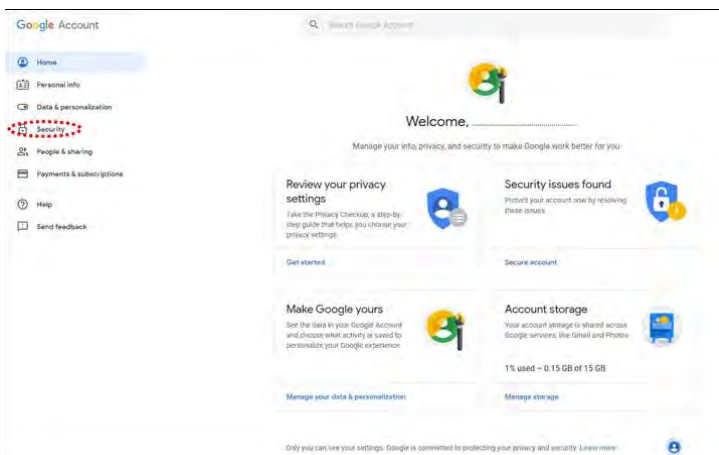 Google Account
Search Google Account
Home
Personal info
Data & personalization
Security
People & sharing
Payments & subscriptions
Help
Send feedback
Welcome, ................................
Manage your info, privacy, and security to make Google work better for you
Review your privacy
settings
Take the Privacy Checkup, a step-by-
step guide that helps you choose your
privacy settings
Get started
Security issues found
Protect your account now by resolving
these issues
Secure account
Make Google yours
See the data in your Google Account
and choose what activity is saved to
personalize your Google experience
Manage your data & personalization
Account storage
Your account storage is shared across
Google services, like Gmail and Photos
1% used – 0.15 GB of 15 GB
Manage storage
Only you can see your settings. Google is committed to protecting your privacy and security. Learn more